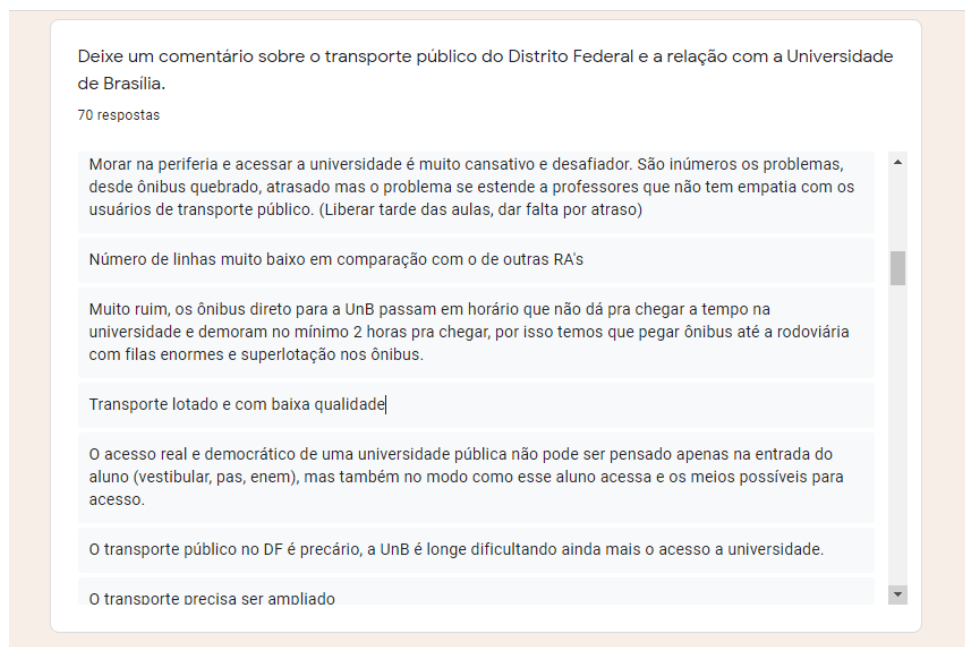 Deixe um comentário sobre o transporte público do Distrito Federal e a relação com a Universidade
de Brasília.
70 respostas
Morar na periferia e acessar a universidade é muito cansativo e desafiador. São inúmeros os problemas,
desde ônibus quebrado, atrasado mas o problema se estende a professores que não tem empatia com os
usuários de transporte público. (Liberar tarde das aulas, dar falta por atraso)
Número de linhas muito baixo em comparação com o de outras RA's
Muito ruim, os ônibus direto para a UnB passam em horário que não dá pra chegar a tempo na
universidade e demoram no mínimo 2 horas pra chegar, por isso temos que pegar ônibus até a rodoviária
com filas enormes e superlotação nos ônibus.
Transporte lotado e com baixa qualidade
O acesso real e democrático de uma universidade pública não pode ser pensado apenas na entrada do
aluno (vestibular, pas, enem), mas também no modo como esse aluno acessa e os meios possíveis para
acesso.
O transporte público no DF é precário, a UnB é longe dificultando ainda mais o acesso a universidade.
O transporte precisa ser ampliado